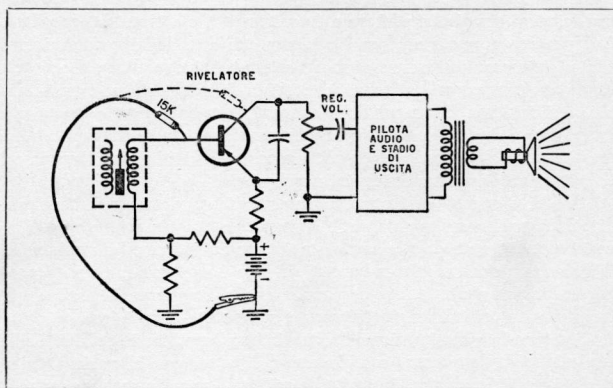 RIVELATORE
15K
REG.
VOL.
PILOTA
AUDIO
E STADIO
DI
USCITA
+
-